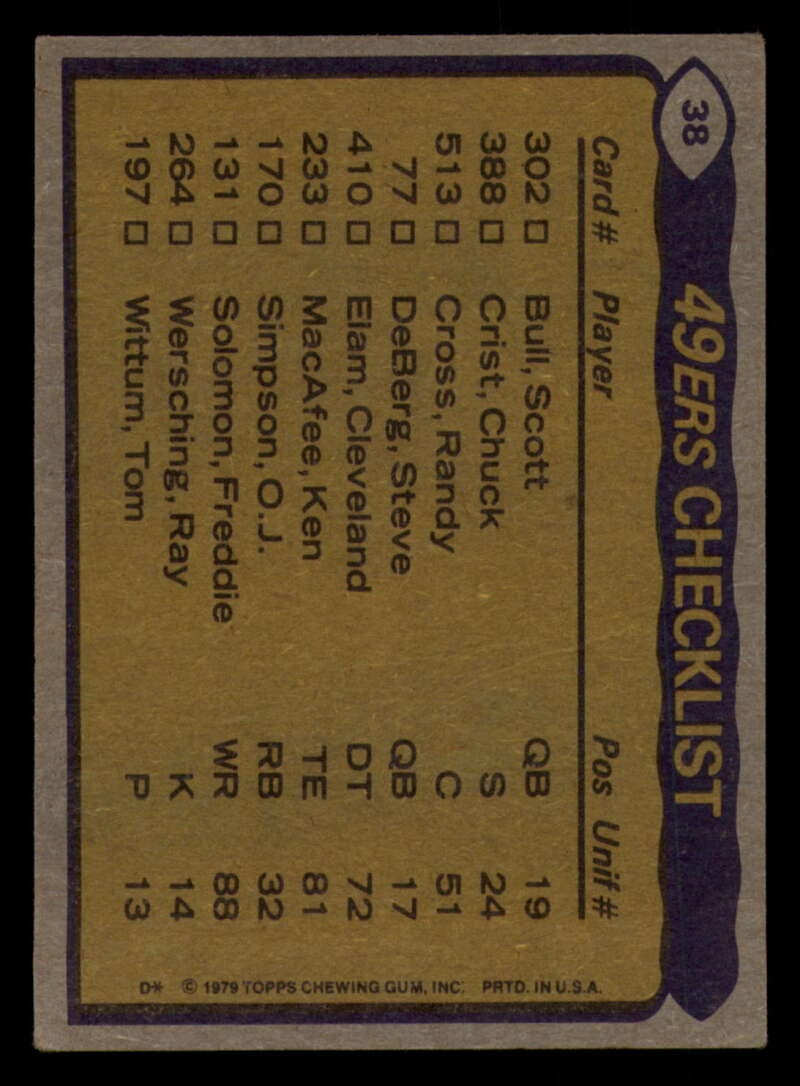 38
49ERS CHECKLIST
Card # Player Pos Unif #
302 □ Bull, Scott QB 19
388 □ Crist, Chuck S 24
513 □ Cross, Randy C 51
77 □ DeBerg, Steve QB 17
410 □ Elam, Cleveland DT 72
233 □ MacAfee, Ken TE 81
170 □ Simpson, O.J. RB 32
131 □ Solomon, Freddie WR 88
264 □ Wersching, Ray K 14
197 □ Wittum, Tom P 13
D* © 1979 TOPPS CHEWING GUM, INC. PRTD. IN U.S.A.